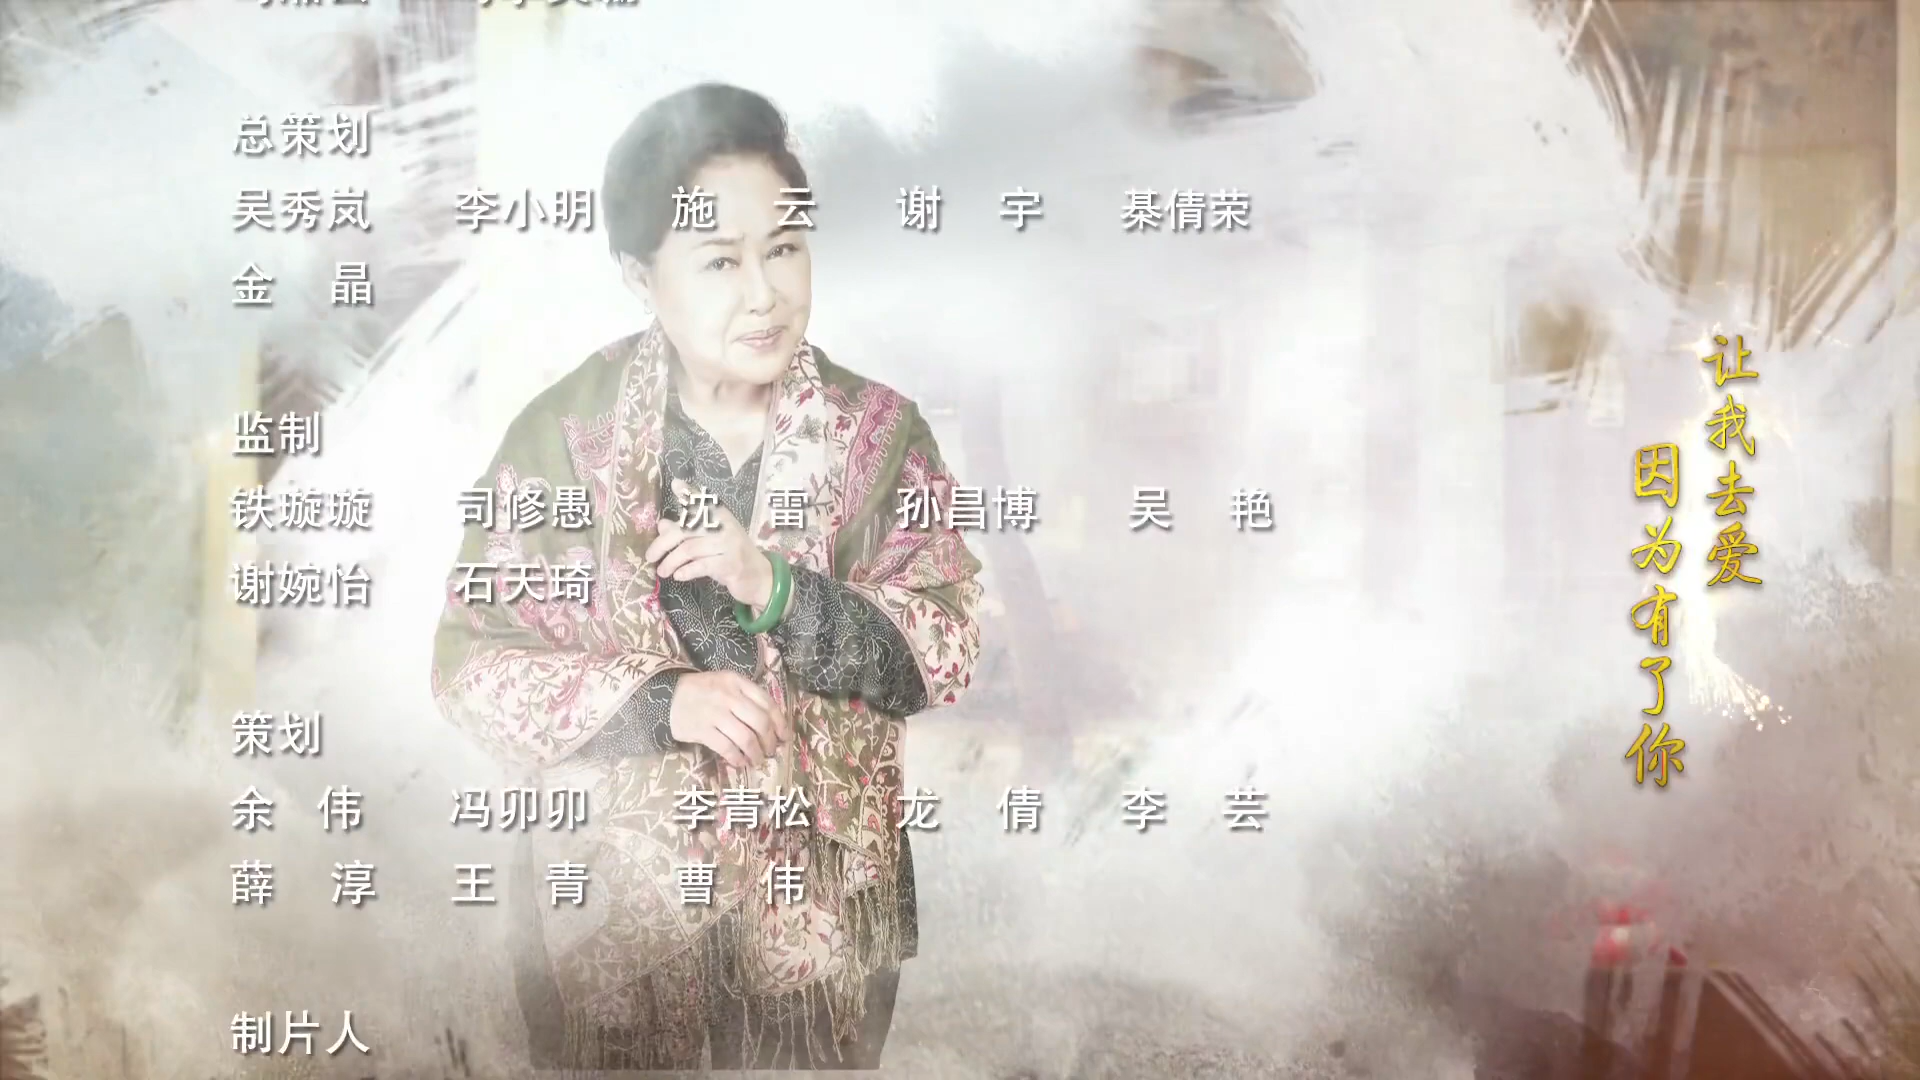 总策划
吴秀岚 李小明 施云 谢宇 綦倩荣
金晶
监制
铁璇璇 司修愚 沈雷 孙昌博 吴艳
谢婉怡 石天琦
策划
余伟 冯卯卯 李青松 龙倩 李芸
薛淳 王青 曹伟
制片人
让我去爱
因为有了你